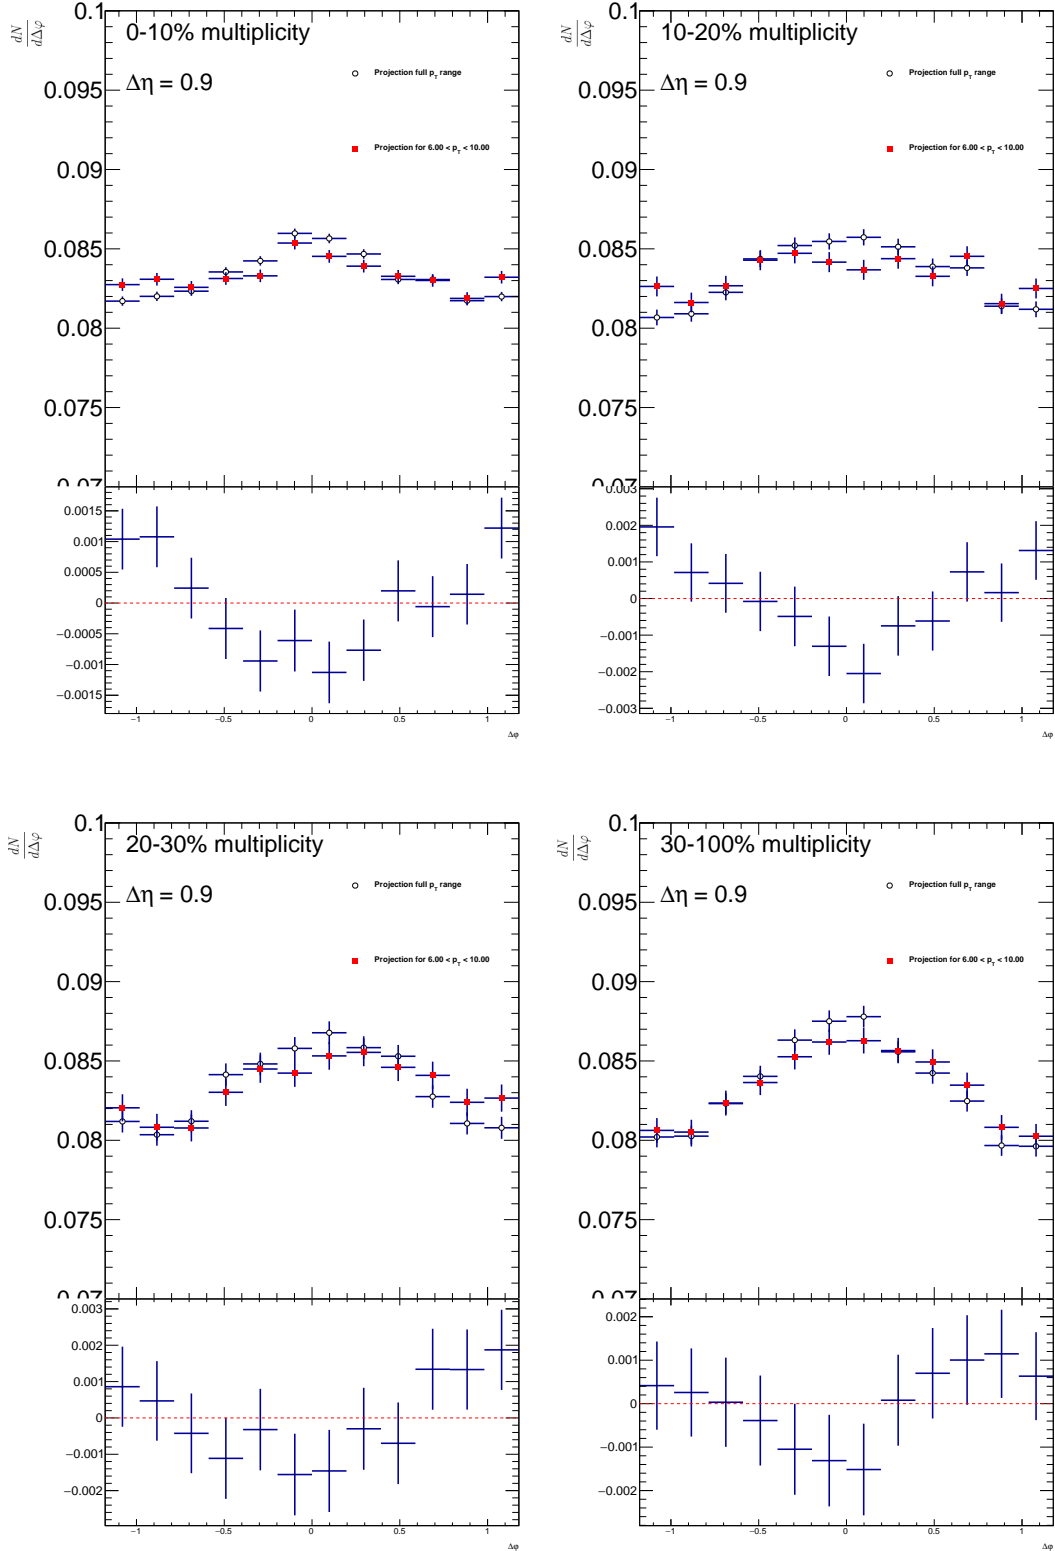 dN/dΔφ
0.1
0-10% multiplicity
Δη = 0.9
Projection full p_T range
Projection for 6.00 < p_T < 10.00
0.095
0.09
0.085
0.08
0.075
0.07
0.0015
0.001
0.0005
0
−0.0005
−0.001
−0.0015
−1 −0.5 0 0.5 1
Δφ
dN/dΔφ
0.1
10-20% multiplicity
Δη = 0.9
Projection full p_T range
Projection for 6.00 < p_T < 10.00
0.095
0.09
0.085
0.08
0.075
0.07
0.003
0.002
0.001
0
−0.001
−0.002
−0.003
−1 −0.5 0 0.5 1
Δφ
dN/dΔφ
0.1
20-30% multiplicity
Δη = 0.9
Projection full p_T range
Projection for 6.00 < p_T < 10.00
0.095
0.09
0.085
0.08
0.075
0.07
0.003
0.002
0.001
0
−0.001
−0.002
−1 −0.5 0 0.5 1
Δφ
dN/dΔφ
0.1
30-100% multiplicity
Δη = 0.9
Projection full p_T range
Projection for 6.00 < p_T < 10.00
0.095
0.09
0.085
0.08
0.075
0.07
0.002
0.001
0
−0.001
−0.002
−1 −0.5 0 0.5 1
Δφ